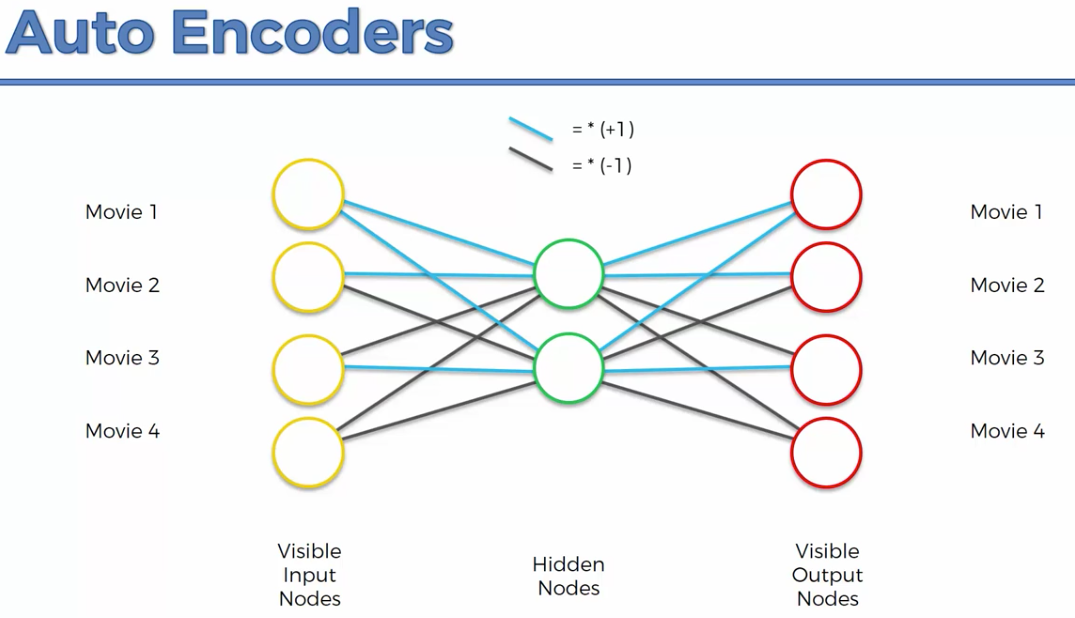 Auto Encoders
= * (+1)
= * (-1)
Movie 1
Movie 2
Movie 3
Movie 4
Movie 1
Movie 2
Movie 3
Movie 4
Visible
Input
Nodes
Hidden
Nodes
Visible
Output
Nodes